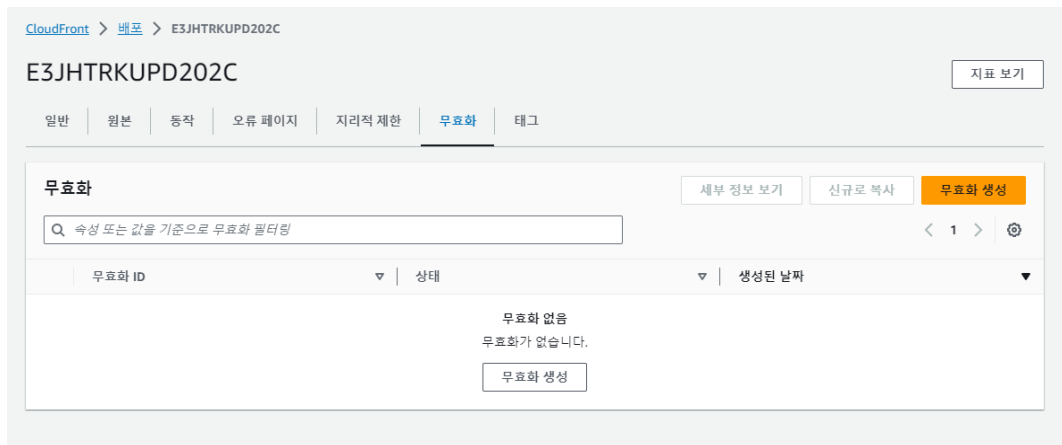 CloudFront > 배포 > E3JHTRKUPD202C
E3JHTRKUPD202C
지표 보기
일반 원본 동작 오류 페이지 지리적 제한 무효화 태그
무효화
세부 정보 보기 신규로 복사 무효화 생성
속성 또는 값을 기준으로 무효화 필터링
< 1 >
무효화 ID 상태 생성된 날짜
무효화 없음
무효화가 없습니다.
무효화 생성